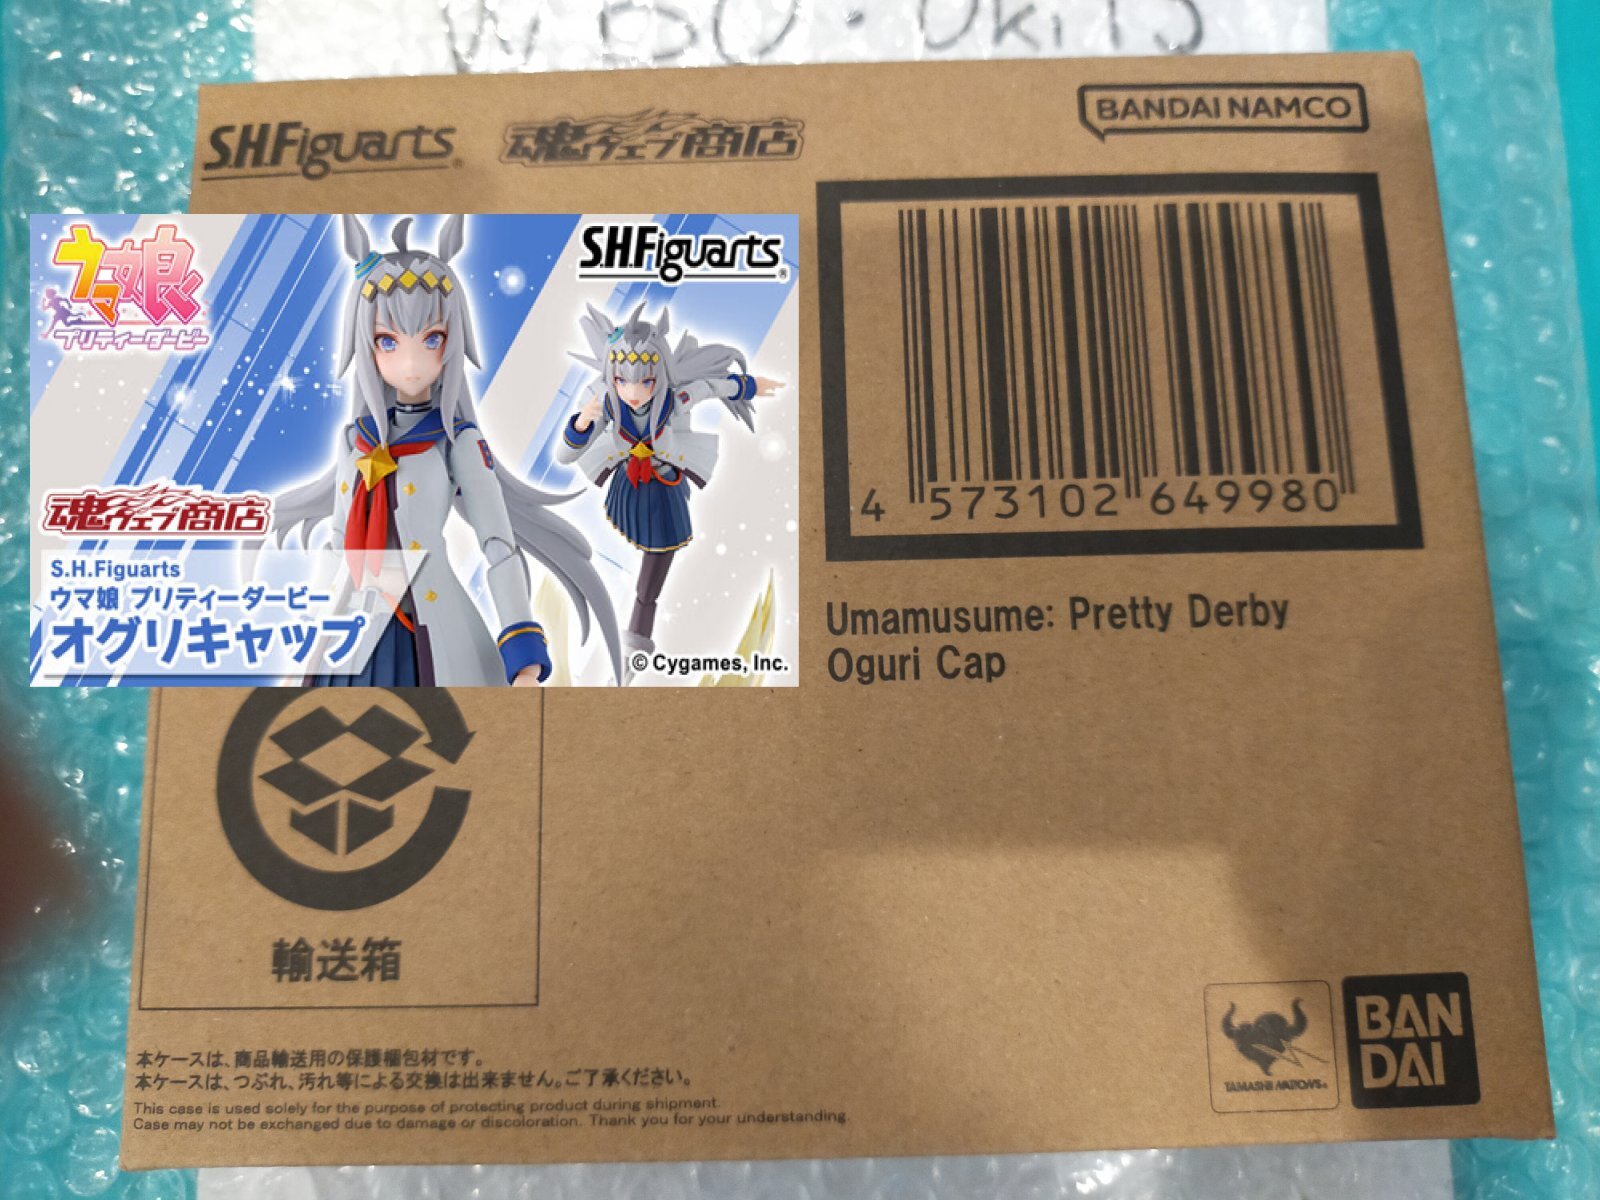 S.H.Figuarts
魂ウェブ商店
BANDAI NAMCO
ウマ娘
プリティーダービー
S.H.Figuarts
魂ウェブ商店
S.H.Figuarts
ウマ娘 プリティーダービー
オグリキャップ
© Cygames, Inc.
4 573102 649980
Umamusume: Pretty Derby
Oguri Cap
輸送箱
本ケースは、商品輸送用の保護梱包材です。
本ケースは、つぶれ、汚れ等による交換は出来ません。ご了承ください。
This case is used solely for the purpose of protecting product during shipment.
Case may not be exchanged due to damage or discoloration. Thank you for your understanding.
TAMASHII NATIONS
BAN
DAI